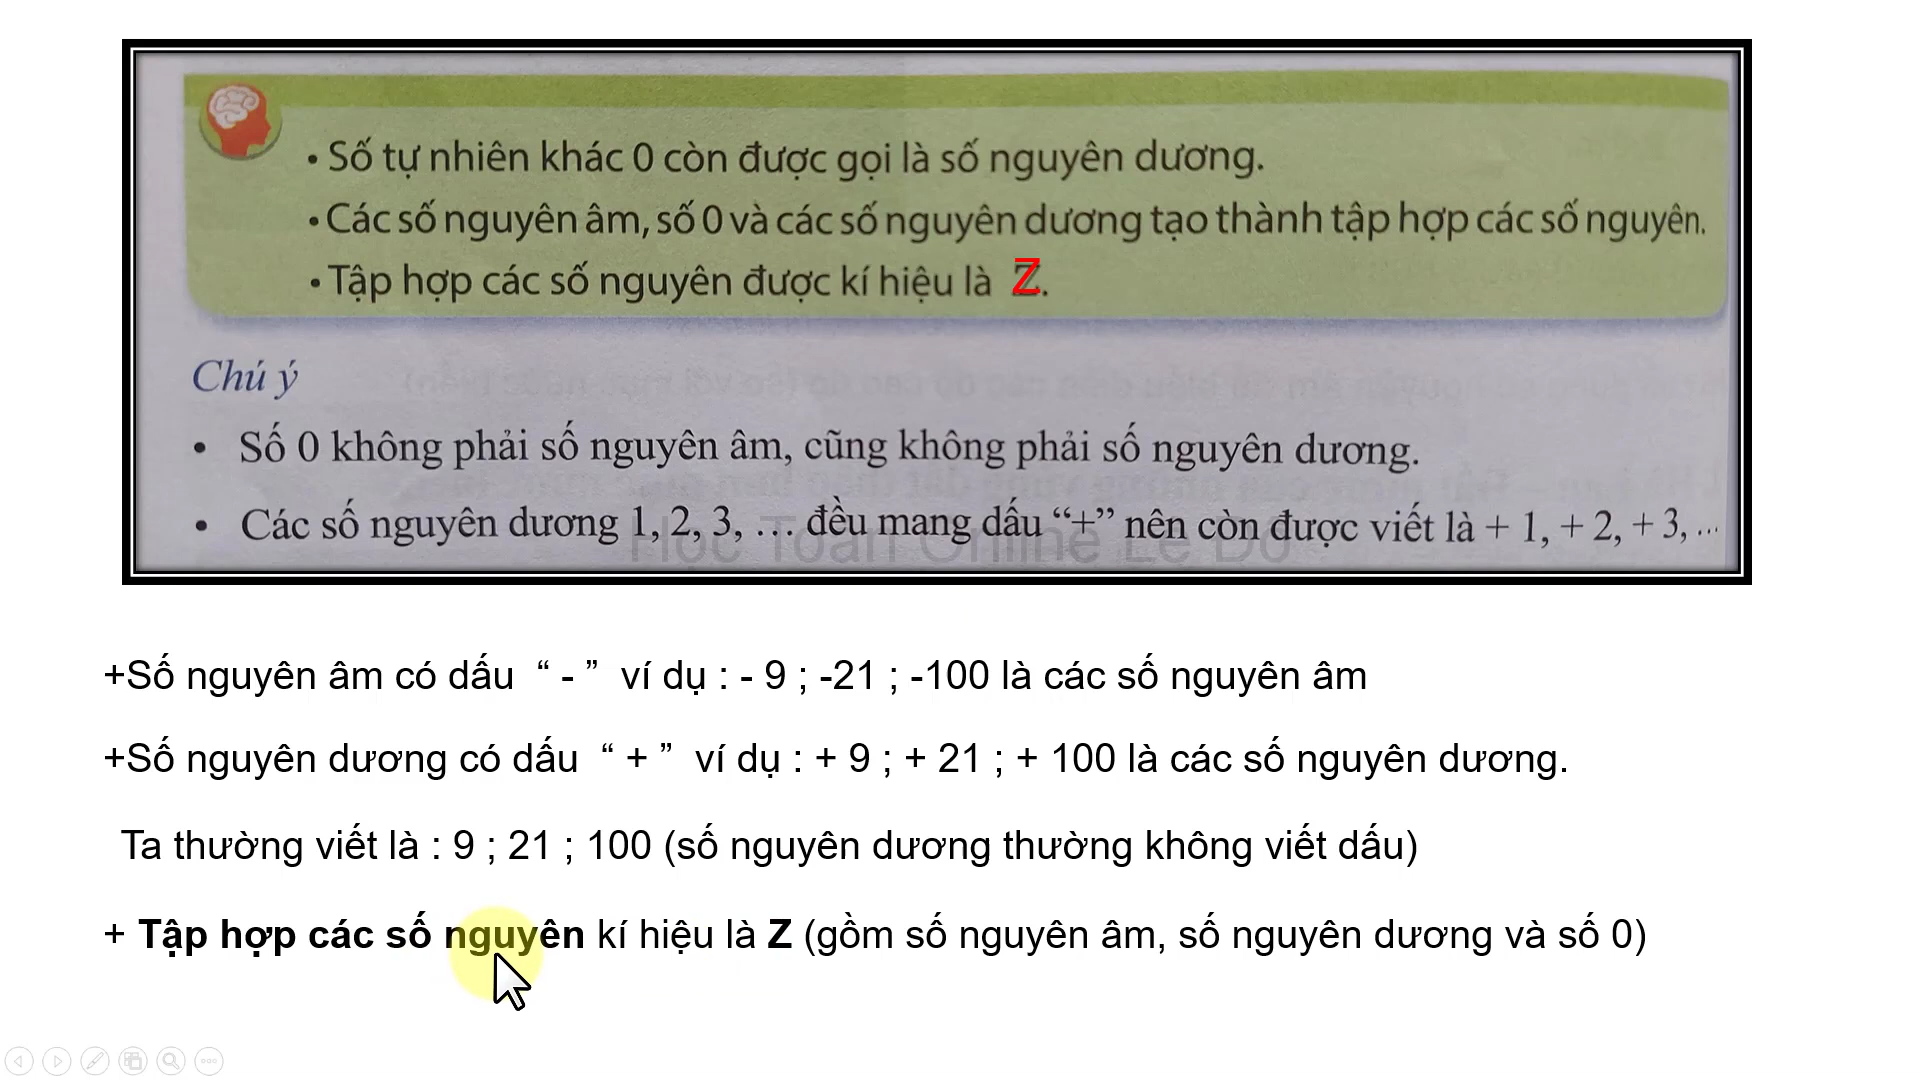 • Số tự nhiên khác 0 còn được gọi là số nguyên dương.
• Các số nguyên âm, số 0 và các số nguyên dương tạo thành tập hợp các số nguyên.
• Tập hợp các số nguyên được kí hiệu là Z.
Chú ý
• Số 0 không phải số nguyên âm, cũng không phải số nguyên dương.
• Các số nguyên dương 1, 2, 3, … đều mang dấu “+” nên còn được viết là + 1, + 2, + 3, ...
Học Toán Online Lê Đô
+Số nguyên âm có dấu “ - ” ví dụ : - 9 ; -21 ; -100 là các số nguyên âm
+Số nguyên dương có dấu “ + ” ví dụ : + 9 ; + 21 ; + 100 là các số nguyên dương.
Ta thường viết là : 9 ; 21 ; 100 (số nguyên dương thường không viết dấu)
+ Tập hợp các số nguyên kí hiệu là Z (gồm số nguyên âm, số nguyên dương và số 0)